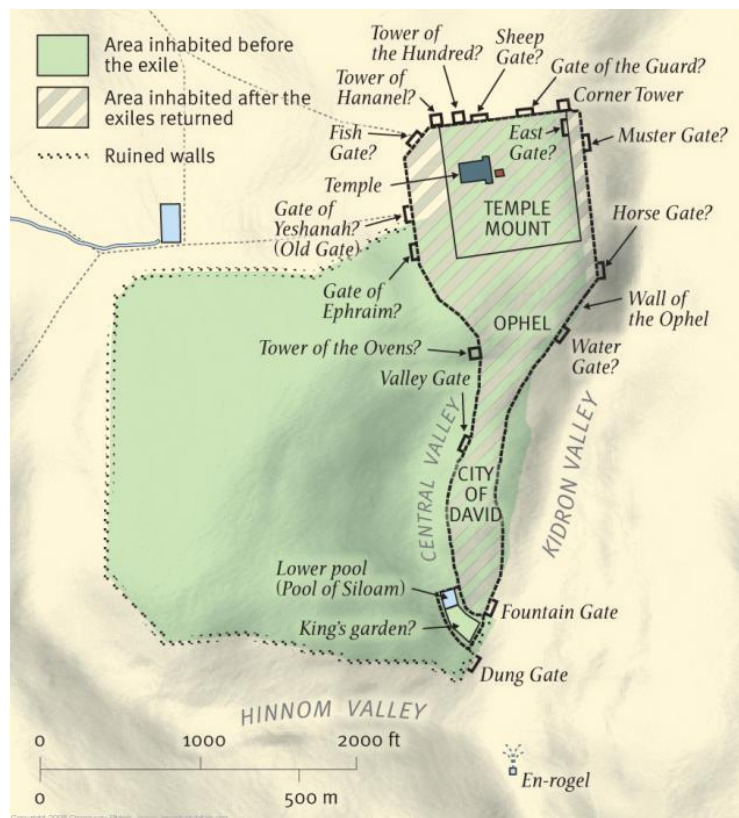 Area inhabited before
the exile
Area inhabited after the
exiles returned
Ruined walls
Tower of
the Hundred?
Sheep
Gate?
Gate of the Guard?
Tower of
Hananel?
Corner Tower
Fish
Gate?
East
Gate?
Muster Gate?
Temple
TEMPLE
MOUNT
Gate of
Yeshanah?
(Old Gate)
Horse Gate?
Gate of
Ephraim?
Wall of
the Ophel
OPHEL
Tower of the Ovens?
Water
Gate?
Valley Gate
CENTRAL VALLEY
CITY
OF
DAVID
KIDRON VALLEY
Lower pool
(Pool of Siloam)
King's garden?
Fountain Gate
Dung Gate
HINNOM VALLEY
0 1000 2000 ft
0 500 m
En-rogel